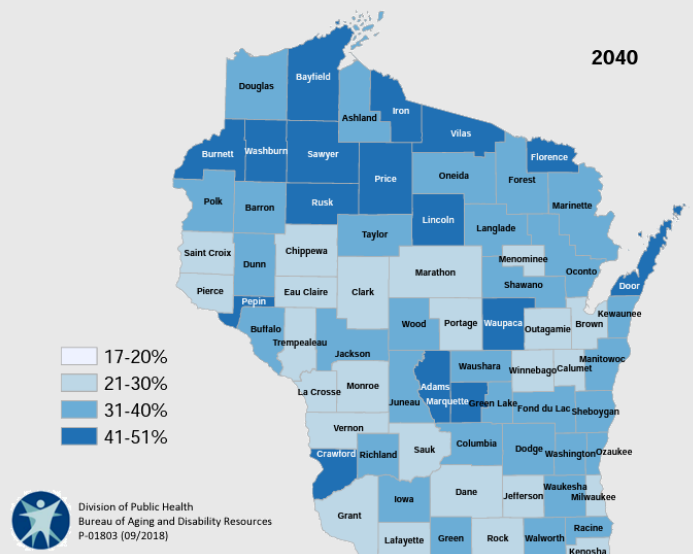 2040
Bayfield
Douglas
Ashland
Iron
Vilas
Burnett
Washburn
Sawyer
Florence
Price
Oneida
Forest
Polk
Barron
Rusk
Marinette
Lincoln
Langlade
Taylor
Saint Croix
Chippewa
Menominee
Dunn
Marathon
Oconto
Pierce
Eau Claire
Clark
Shawano
Door
Pepin
Buffalo
Wood
Portage
Waupaca
Outagamie
Brown
Kewaunee
Trempealeau
Jackson
Waushara
Winnebago
Calumet
Manitowoc
La Crosse
Monroe
Juneau
Adams
Marquette
Green Lake
Fond du Lac
Sheboygan
Vernon
Sauk
Columbia
Dodge
Washington
Ozaukee
Crawford
Richland
Iowa
Dane
Jefferson
Waukesha
Milwaukee
Grant
Lafayette
Green
Rock
Walworth
Racine
Kenosha
17-20%
21-30%
31-40%
41-51%
Division of Public Health
Bureau of Aging and Disability Resources
P-01803 (09/2018)